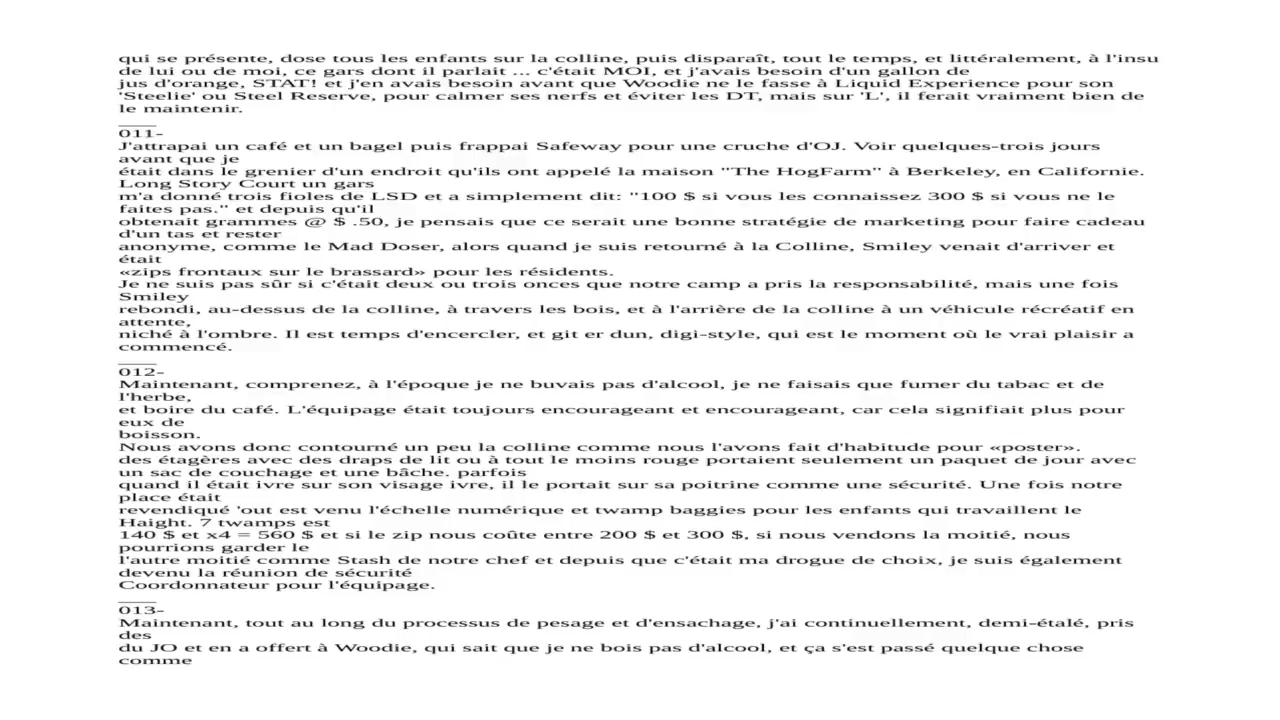 qui se présente, dose tous les enfants sur la colline, puis disparaît, tout le temps, et littéralement, à l'insu
de lui ou de moi, ce gars dont il parlait ... c'était MOI, et j'avais besoin d'un gallon de
jus d'orange, STAT! et j'en avais besoin avant que Woodie ne le fasse à Liquid Experience pour son
'Steelie' ou Steel Reserve, pour calmer ses nerfs et éviter les DT, mais sur 'L', il ferait vraiment bien de
le maintenir.
____
011-
J'attrapai un café et un bagel puis frappai Safeway pour une cruche d'OJ. Voir quelques-trois jours
avant que je
était dans le grenier d'un endroit qu'ils ont appelé la maison "The HogFarm" à Berkeley, en Californie.
Long Story Court un gars
m'a donné trois fioles de LSD et a simplement dit: "100 $ si vous les connaissez 300 $ si vous ne le
faites pas." et depuis qu'il
obtenait grammes @ $ .50, je pensais que ce serait une bonne stratégie de marketing pour faire cadeau
d'un tas et rester
anonyme, comme le Mad Doser, alors quand je suis retourné à la Colline, Smiley venait d'arriver et
était
«zips frontaux sur le brassard» pour les résidents.
Je ne suis pas sûr si c'était deux ou trois onces que notre camp a pris la responsabilité, mais une fois
Smiley
rebondi, au-dessus de la colline, à travers les bois, et à l'arrière de la colline à un véhicule récréatif en
attente,
niché à l'ombre. Il est temps d'encercler, et git er dun, digi-style, qui est le moment où le vrai plaisir a
commencé.
____
012-
Maintenant, comprenez, à l'époque je ne buvais pas d'alcool, je ne faisais que fumer du tabac et de
l'herbe,
et boire du café. L'équipage était toujours encourageant et encourageant, car cela signifiait plus pour
eux de
boisson.
Nous avons donc contourné un peu la colline comme nous l'avons fait d'habitude pour «poster».
des étagères avec des draps de lit ou à tout le moins rouge portaient seulement un paquet de jour avec
un sac de couchage et une bâche. parfois
quand il était ivre sur son visage ivre, il le portait sur sa poitrine comme une sécurité. Une fois notre
place était
revendiqué 'out est venu l'échelle numérique et twamp baggies pour les enfants qui travaillent le
Haight. 7 twamps est
140 $ et x4 = 560 $ et si le zip nous coûte entre 200 $ et 300 $, si nous vendons la moitié, nous
pourrions garder le
l'autre moitié comme Stash de notre chef et depuis que c'était ma drogue de choix, je suis également
devenu la réunion de sécurité
Coordonnateur pour l'équipage.
____
013-
Maintenant, tout au long du processus de pesage et d'ensachage, j'ai continuellement, demi-étalé, pris
des
du JO et en a offert à Woodie, qui sait que je ne bois pas d'alcool, et ça s'est passé quelque chose
comme